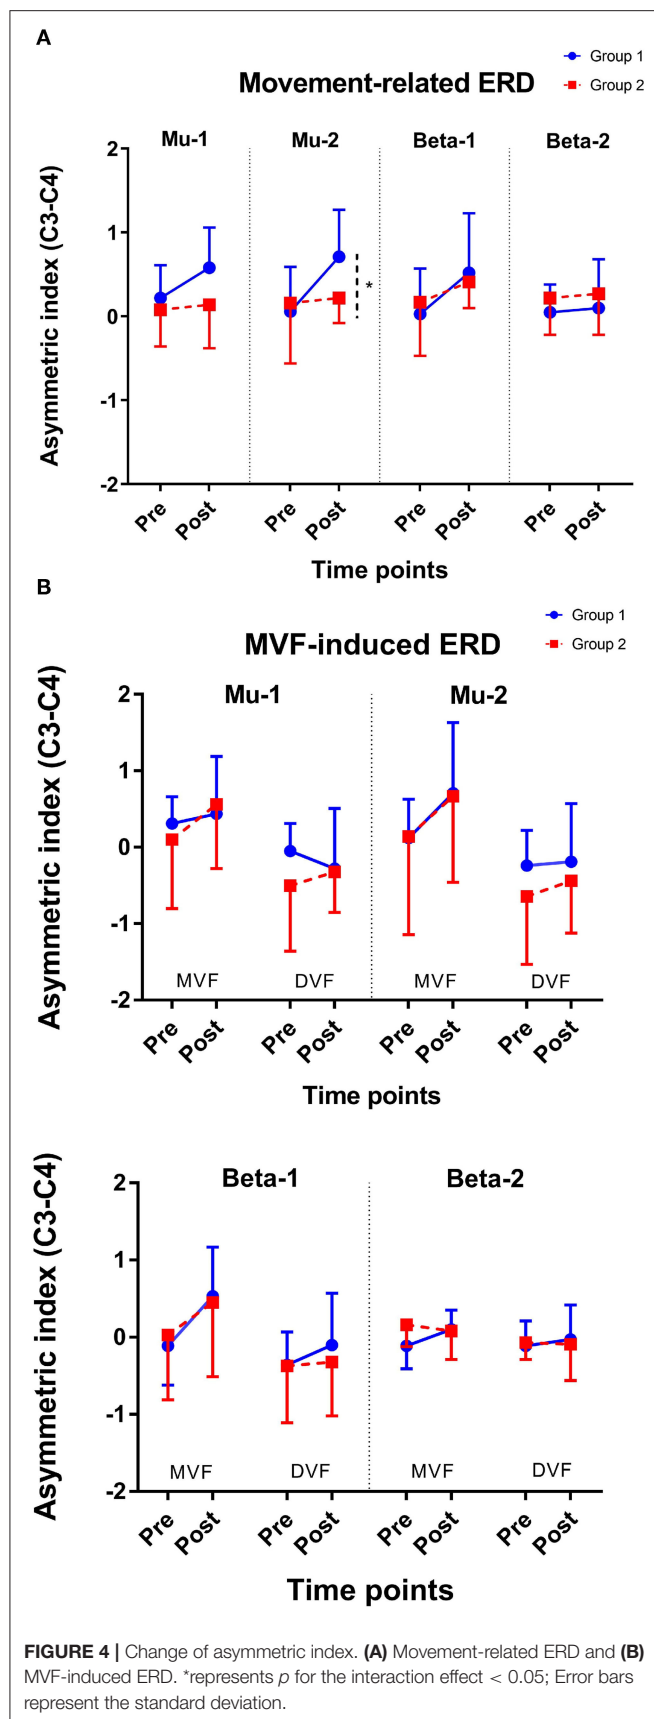 A
Group 1
Group 2
Movement-related ERD
Mu-1 Mu-2 Beta-1 Beta-2
Asymmetric index (C3-C4)
2
1
0
-1
-2
*
Pre Post Pre Post Pre Post Pre Post
Time points
B
Group 1
Group 2
MVF-induced ERD
Mu-1 Mu-2
Asymmetric index (C3-C4)
2
1
0
-1
-2
MVF DVF MVF DVF
Pre Post Pre Post Pre Post Pre Post
Time points
Beta-1 Beta-2
Asymmetric index (C3-C4)
2
1
0
-1
-2
MVF DVF MVF DVF
Pre Post Pre Post Pre Post Pre Post
Time points
FIGURE 4 | Change of asymmetric index. (A) Movement-related ERD and (B)
MVF-induced ERD. *represents p for the interaction effect < 0.05; Error bars
represent the standard deviation.